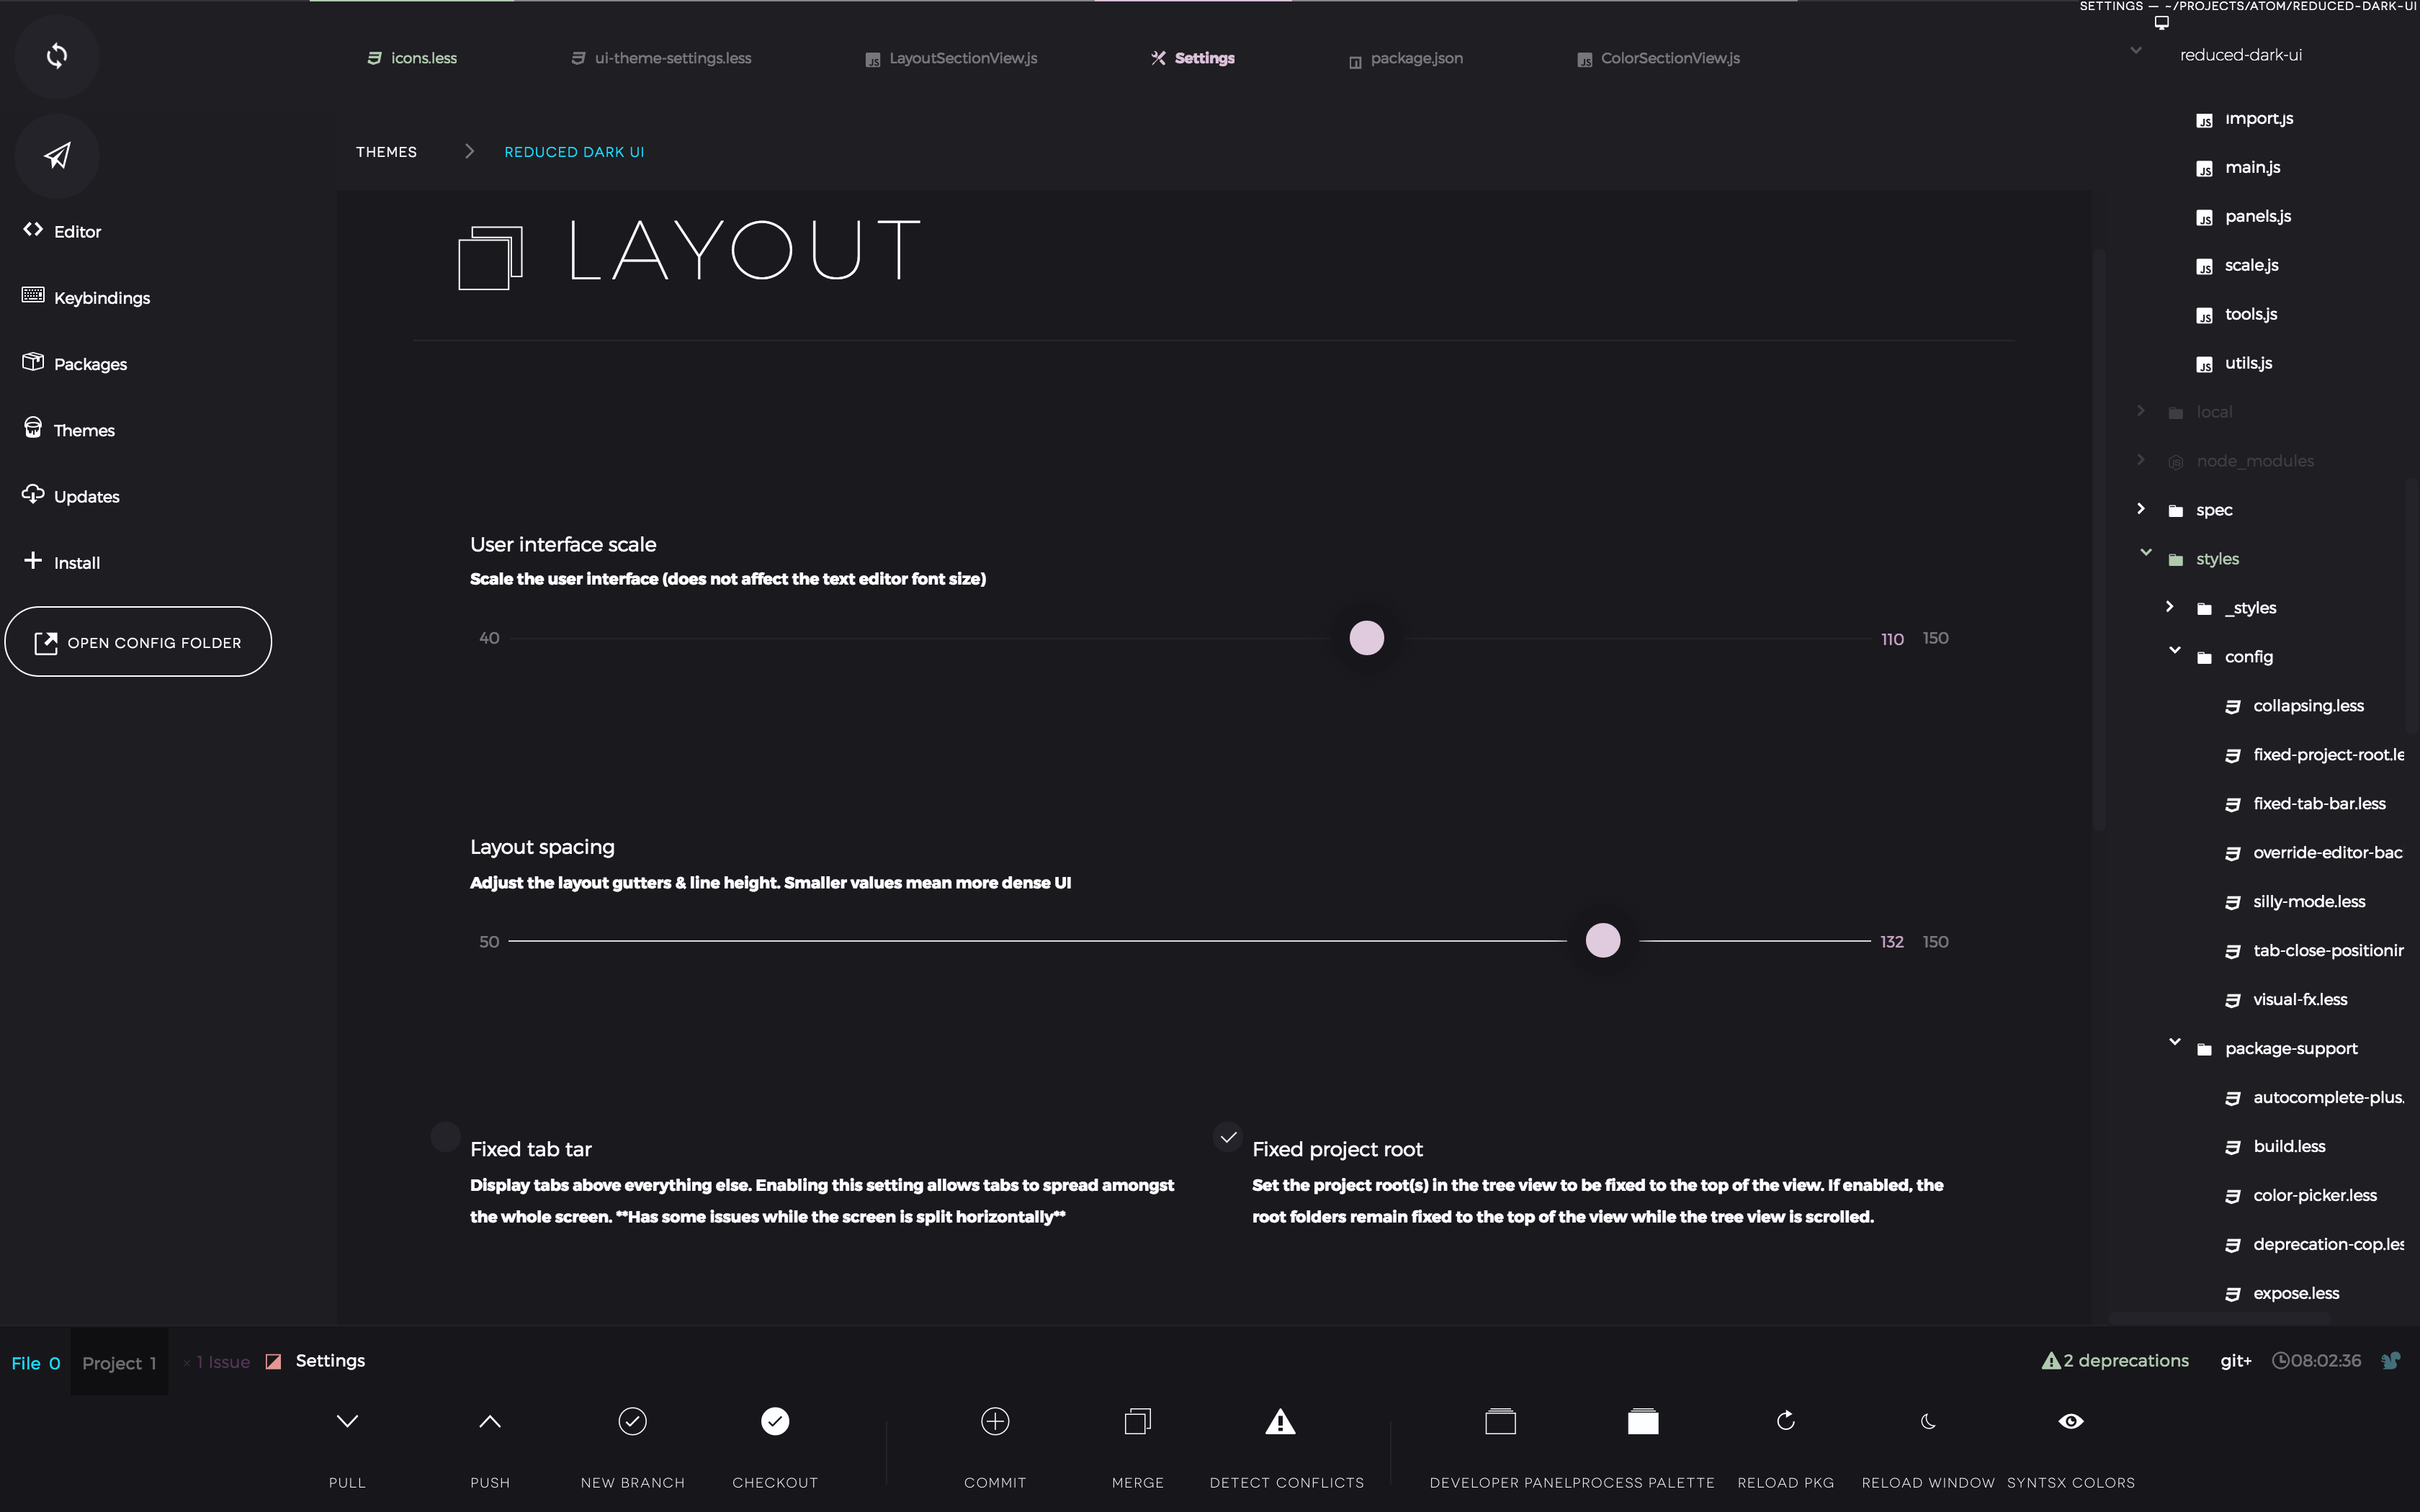 SETTINGS — ~/PROJECTS/ATOM/REDUCED-DARK-UI
icons.less
ui-theme-settings.less
LayoutSectionView.js
Settings
package.json
ColorSectionView.js
THEMES
REDUCED DARK UI
Editor
Keybindings
Packages
Themes
Updates
Install
OPEN CONFIG FOLDER
LAYOUT
User interface scale
Scale the user interface (does not affect the text editor font size)
40
110
150
Layout spacing
Adjust the layout gutters & line height. Smaller values mean more dense UI
50
132
150
Fixed tab tar
Display tabs above everything else. Enabling this setting allows tabs to spread amongst
the whole screen. **Has some issues while the screen is split horizontally**
Fixed project root
Set the project root(s) in the tree view to be fixed to the top of the view. If enabled, the
root folders remain fixed to the top of the view while the tree view is scrolled.
reduced-dark-ui
import.js
main.js
panels.js
scale.js
tools.js
utils.js
local
node_modules
spec
styles
_styles
config
collapsing.less
fixed-project-root.le
fixed-tab-bar.less
override-editor-bac
silly-mode.less
tab-close-positionin
visual-fx.less
package-support
autocomplete-plus.
build.less
color-picker.less
deprecation-cop.les
expose.less
File 0
Project 1
× 1 Issue
Settings
2 deprecations
git+
08:02:36
PULL
PUSH
NEW BRANCH
CHECKOUT
COMMIT
MERGE
DETECT CONFLICTS
DEVELOPER PANEL
PROCESS PALETTE
RELOAD PKG
RELOAD WINDOW
SYNTSX COLORS